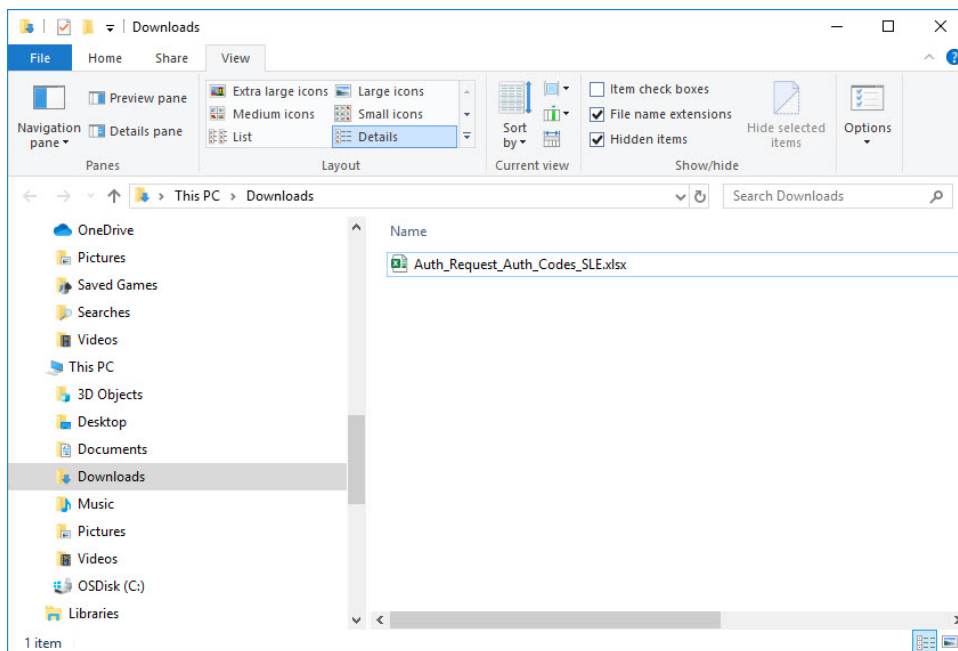 Downloads
File Home Share View
Navigation pane
Preview pane
Details pane
Panes
Extra large icons Large icons
Medium icons Small icons
List Details
Layout
Sort by
Current view
Item check boxes
File name extensions
Hidden items
Hide selected items
Show/hide
Options
This PC > Downloads
Search Downloads
OneDrive
Pictures
Saved Games
Searches
Videos
This PC
3D Objects
Desktop
Documents
Downloads
Music
Pictures
Videos
OSDisk (C:)
Libraries
Name
Auth_Request_Auth_Codes_SLE.xlsx
1 item